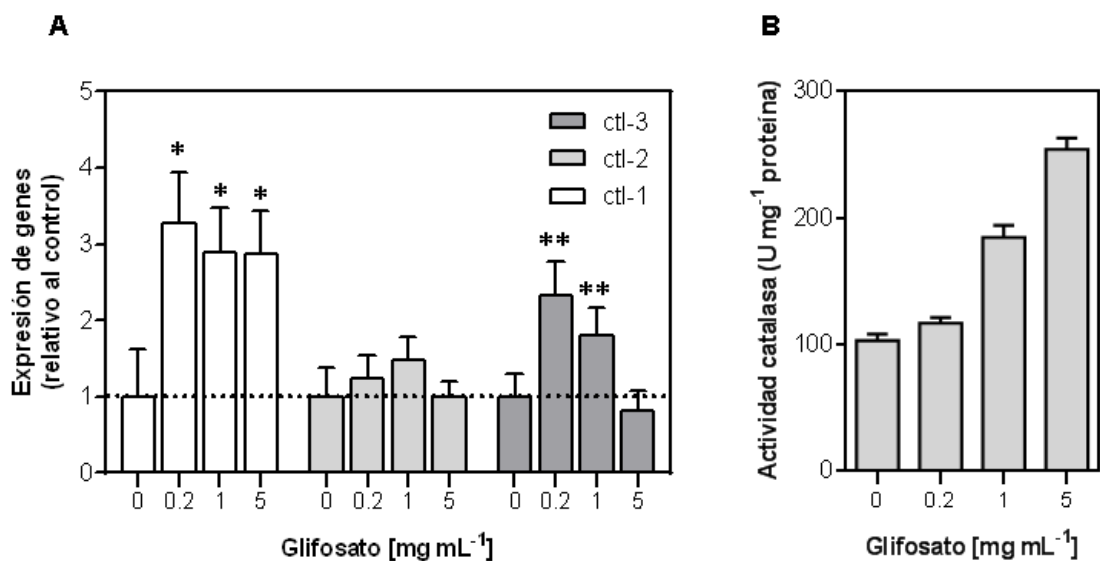 A
Expresión de genes
(relativo al control)
5
4
3
2
1
0
ctl-3
ctl-2
ctl-1
*
*
*
**
**
0 0.2 1 5 0 0.2 1 5 0 0.2 1 5
Glifosato [mg mL⁻¹]
B
Actividad catalasa (U mg⁻¹ proteína)
300
200
100
0
0 0.2 1 5
Glifosato [mg mL⁻¹]